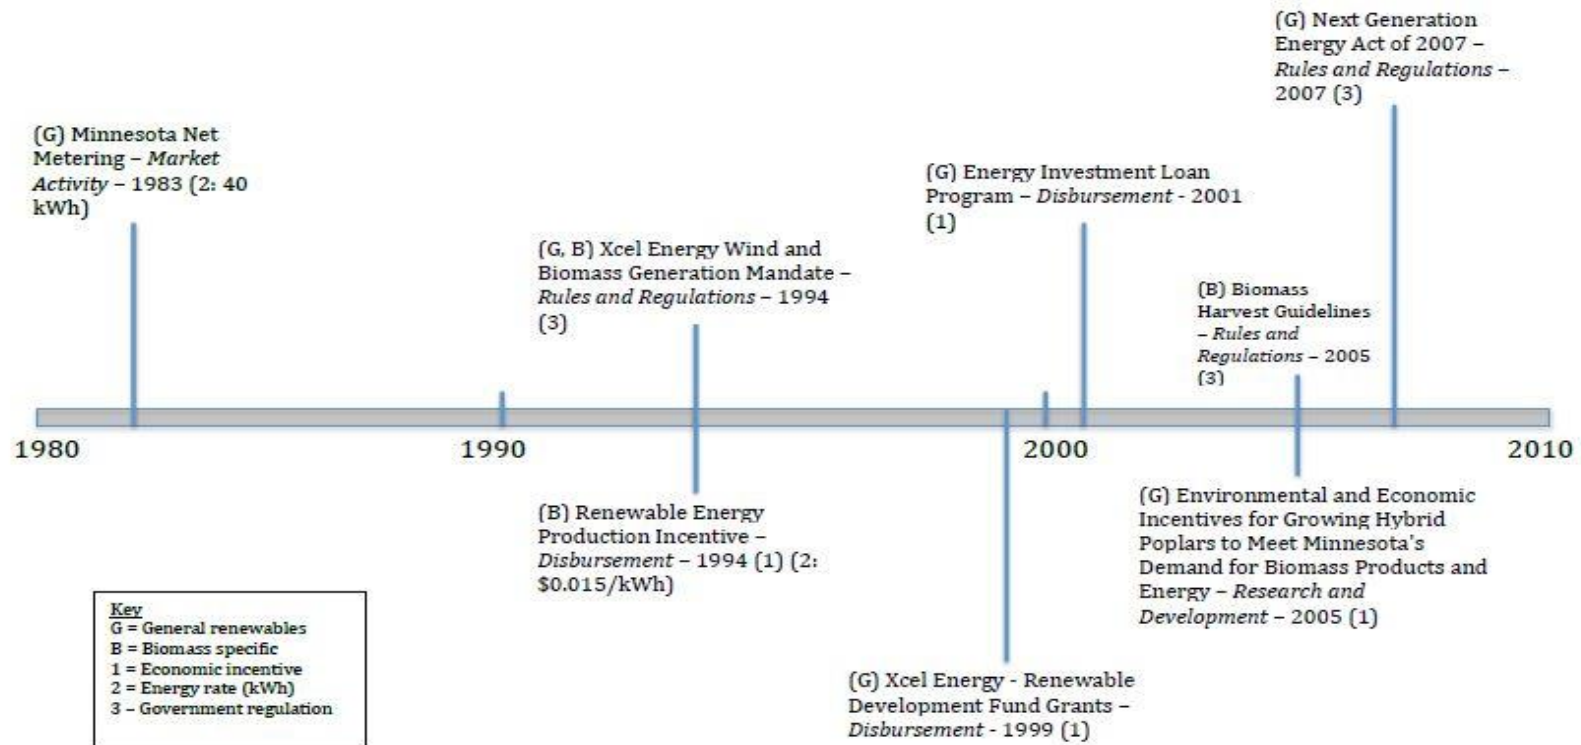 (G) Next Generation
Energy Act of 2007 –
Rules and Regulations –
2007 (3)
(G) Minnesota Net
Metering – Market
Activity – 1983 (2: 40
kWh)
(G) Energy Investment Loan
Program – Disbursement - 2001
(1)
(G, B) Xcel Energy Wind and
Biomass Generation Mandate –
Rules and Regulations – 1994
(3)
(B) Biomass
Harvest Guidelines
– Rules and
Regulations – 2005
(3)
1980
1990
2000
2010
(B) Renewable Energy
Production Incentive –
Disbursement – 1994 (1) (2:
$0.015/kWh)
(G) Environmental and Economic
Incentives for Growing Hybrid
Poplars to Meet Minnesota's
Demand for Biomass Products and
Energy – Research and
Development – 2005 (1)
Key
G = General renewables
B = Biomass specific
1 = Economic incentive
2 = Energy rate (kWh)
3 – Government regulation
(G) Xcel Energy - Renewable
Development Fund Grants –
Disbursement - 1999 (1)